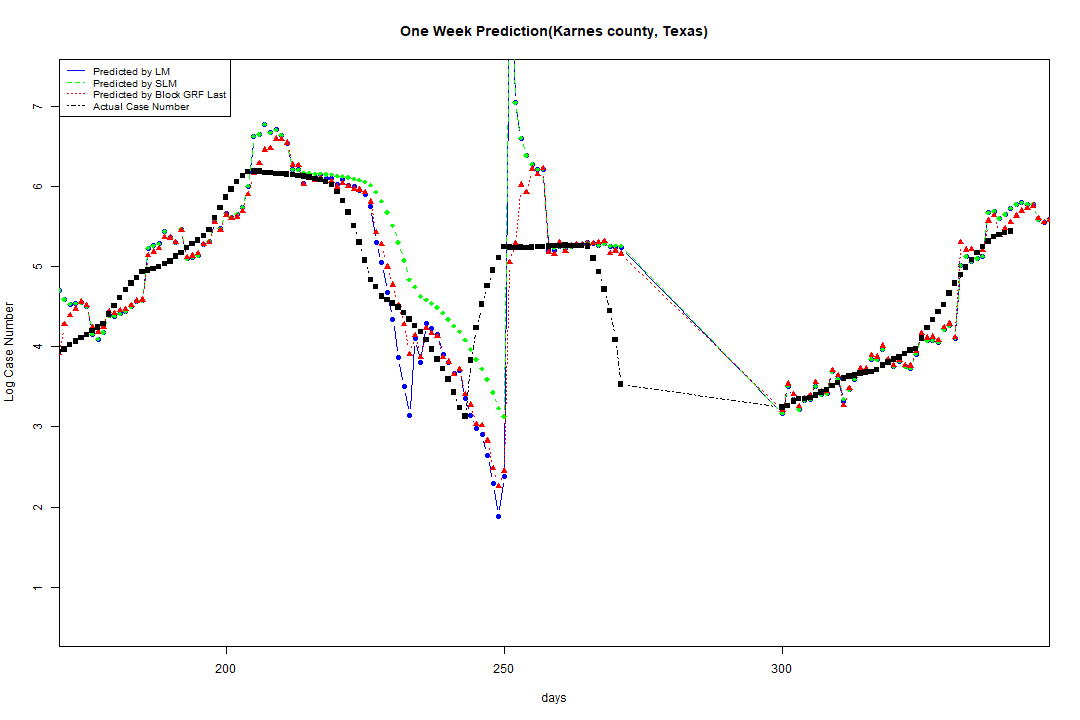 One Week Prediction(Karnes county, Texas)
Predicted by LM
Predicted by SLM
Predicted by Block GRF Last
Actual Case Number
7
6
5
4
3
2
1
Log Case Number
200
250
300
days